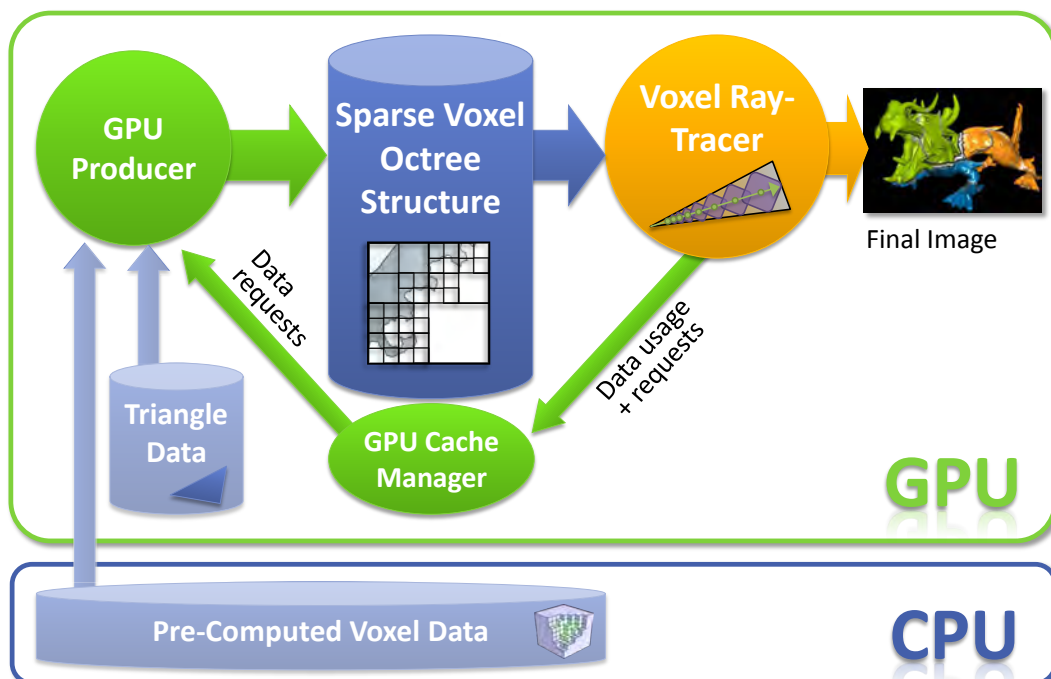 GPU
Producer
Sparse Voxel
Octree
Structure
Voxel Ray-
Tracer
Final Image
Data
requests
Data usage
+ requests
Triangle
Data
GPU Cache
Manager
GPU
Pre-Computed Voxel Data
CPU